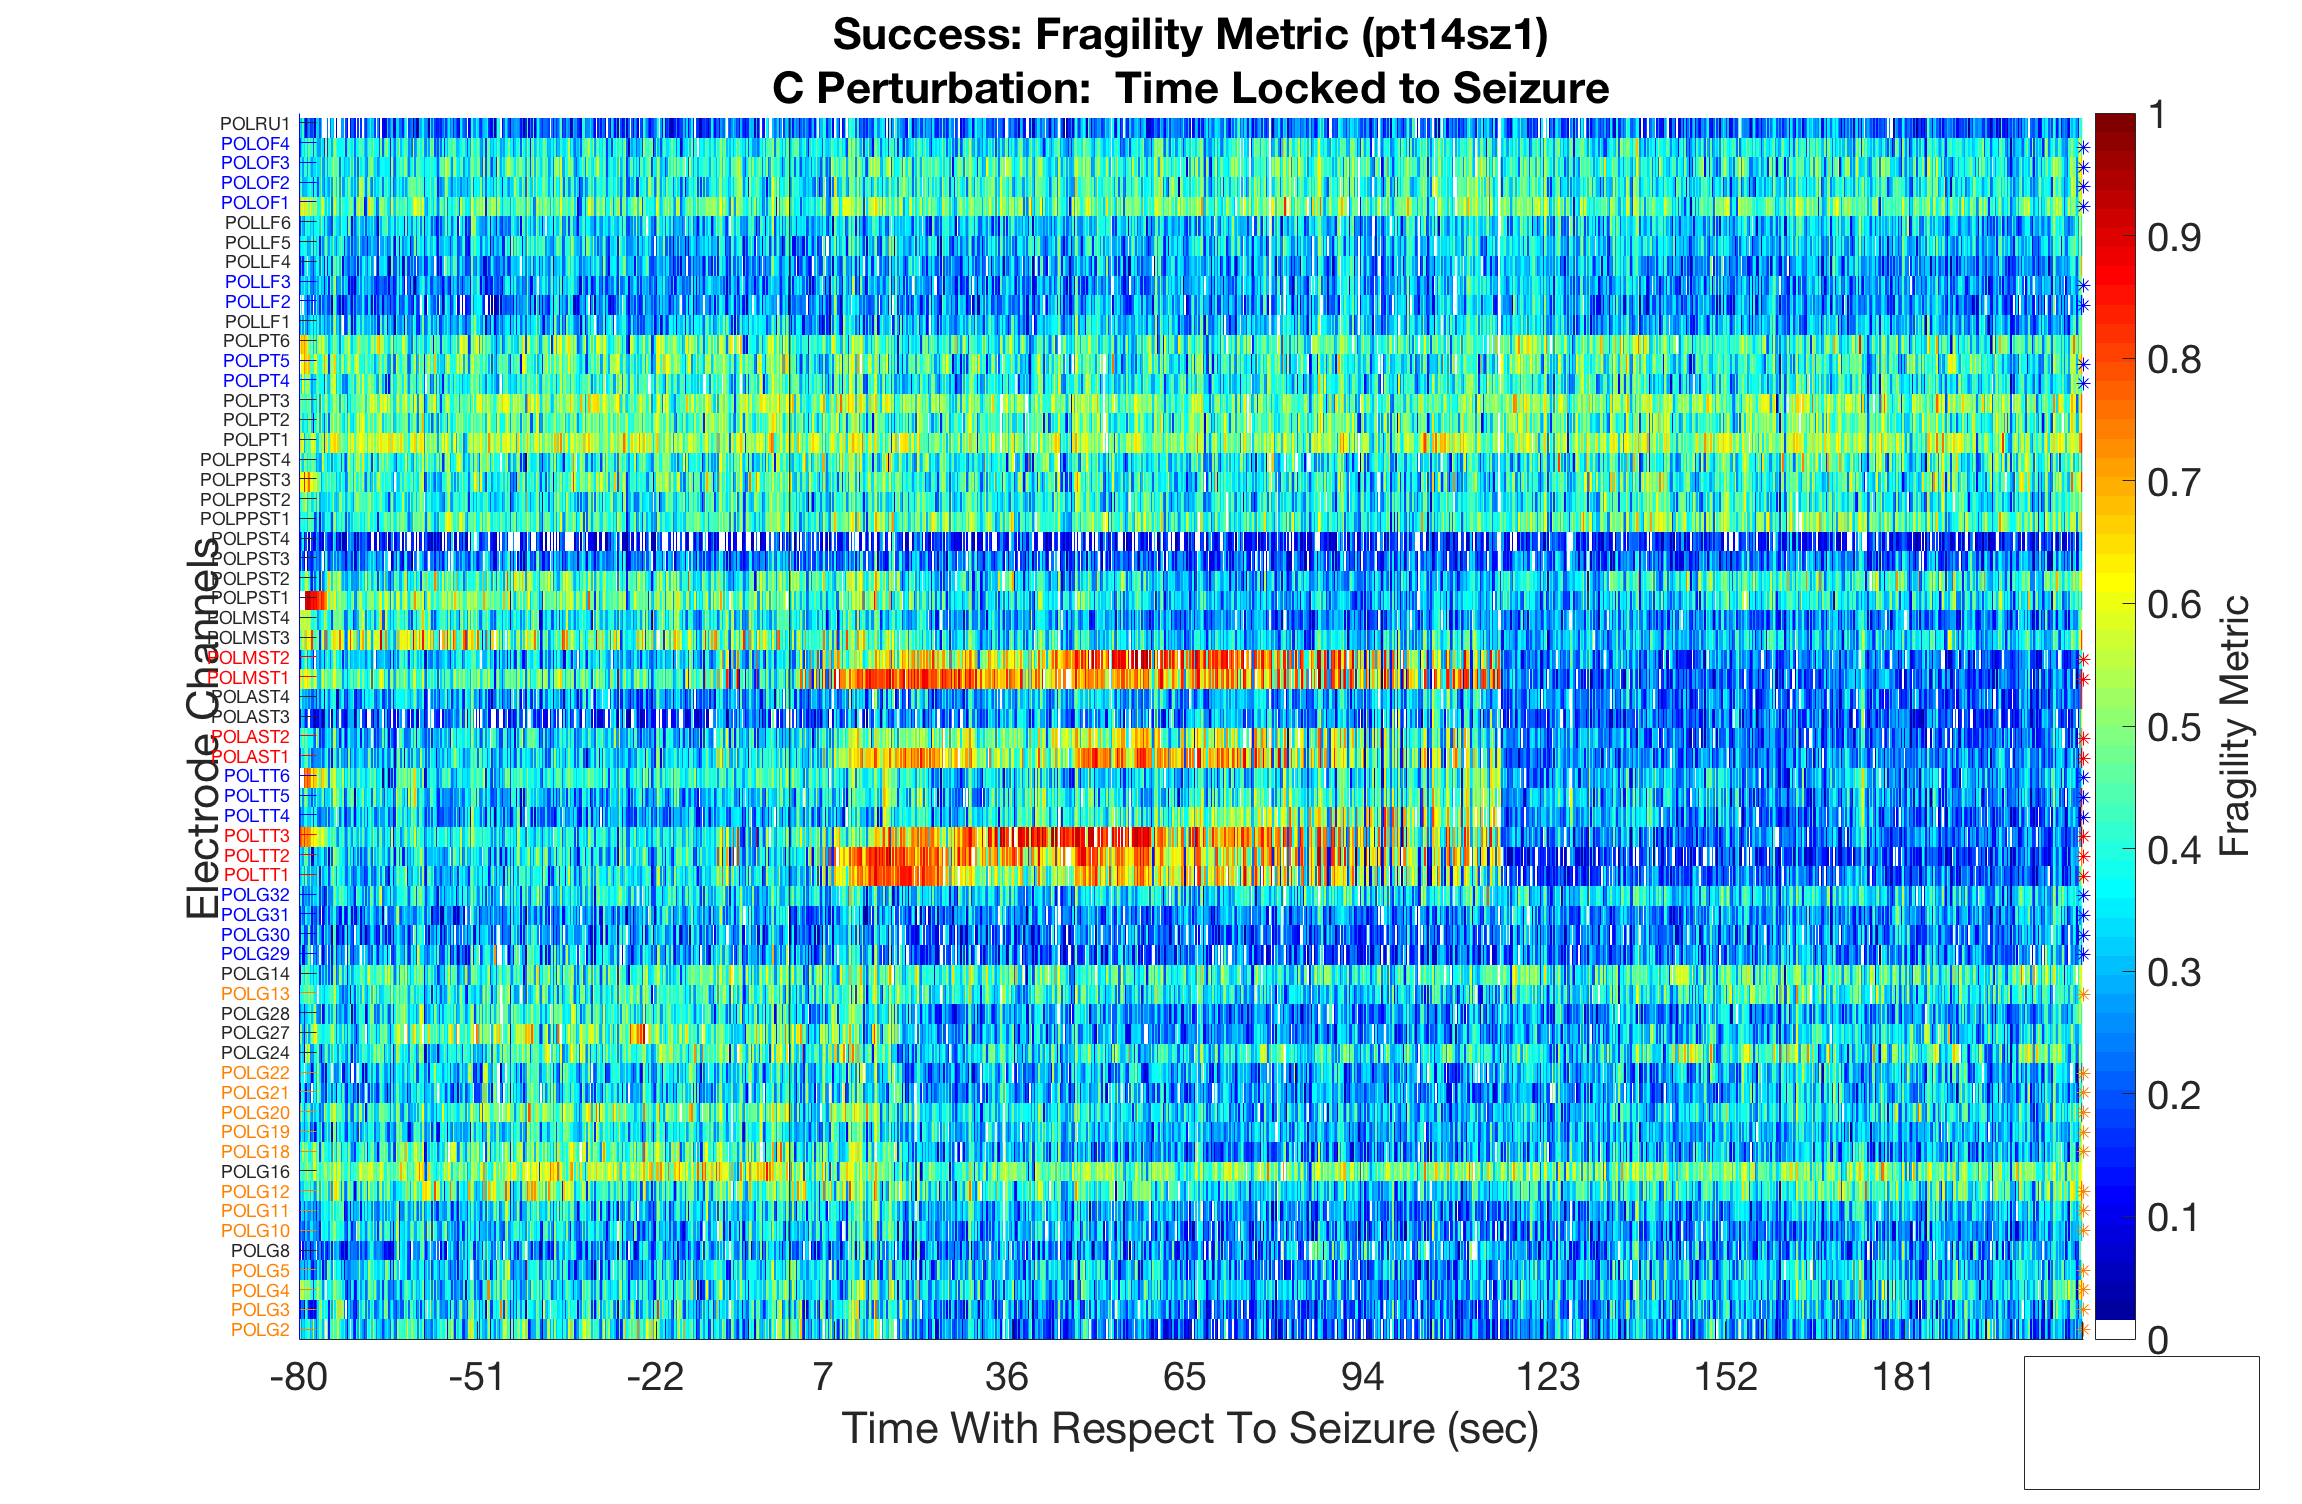 Success: Fragility Metric (pt14sz1)
C Perturbation:  Time Locked to Seizure
Electrode Channels
POLRU1
POLOF4
POLOF3
POLOF2
POLOF1
POLLF6
POLLF5
POLLF4
POLLF3
POLLF2
POLLF1
POLPT6
POLPT5
POLPT4
POLPT3
POLPT2
POLPT1
POLPPST4
POLPPST3
POLPPST2
POLPPST1
POLPST4
POLPST3
POLPST2
POLPST1
POLMST4
POLMST3
POLMST2
POLMST1
POLAST4
POLAST3
POLAST2
POLAST1
POLTT6
POLTT5
POLTT4
POLTT3
POLTT2
POLTT1
POLG32
POLG31
POLG30
POLG29
POLG14
POLG13
POLG28
POLG27
POLG24
POLG22
POLG21
POLG20
POLG19
POLG18
POLG16
POLG12
POLG11
POLG10
POLG8
POLG5
POLG4
POLG3
POLG2
-80 -51 -22 7 36 65 94 123 152 181
Time With Respect To Seizure (sec)
1
0.9
0.8
0.7
0.6
0.5
0.4
0.3
0.2
0.1
0
Fragility Metric